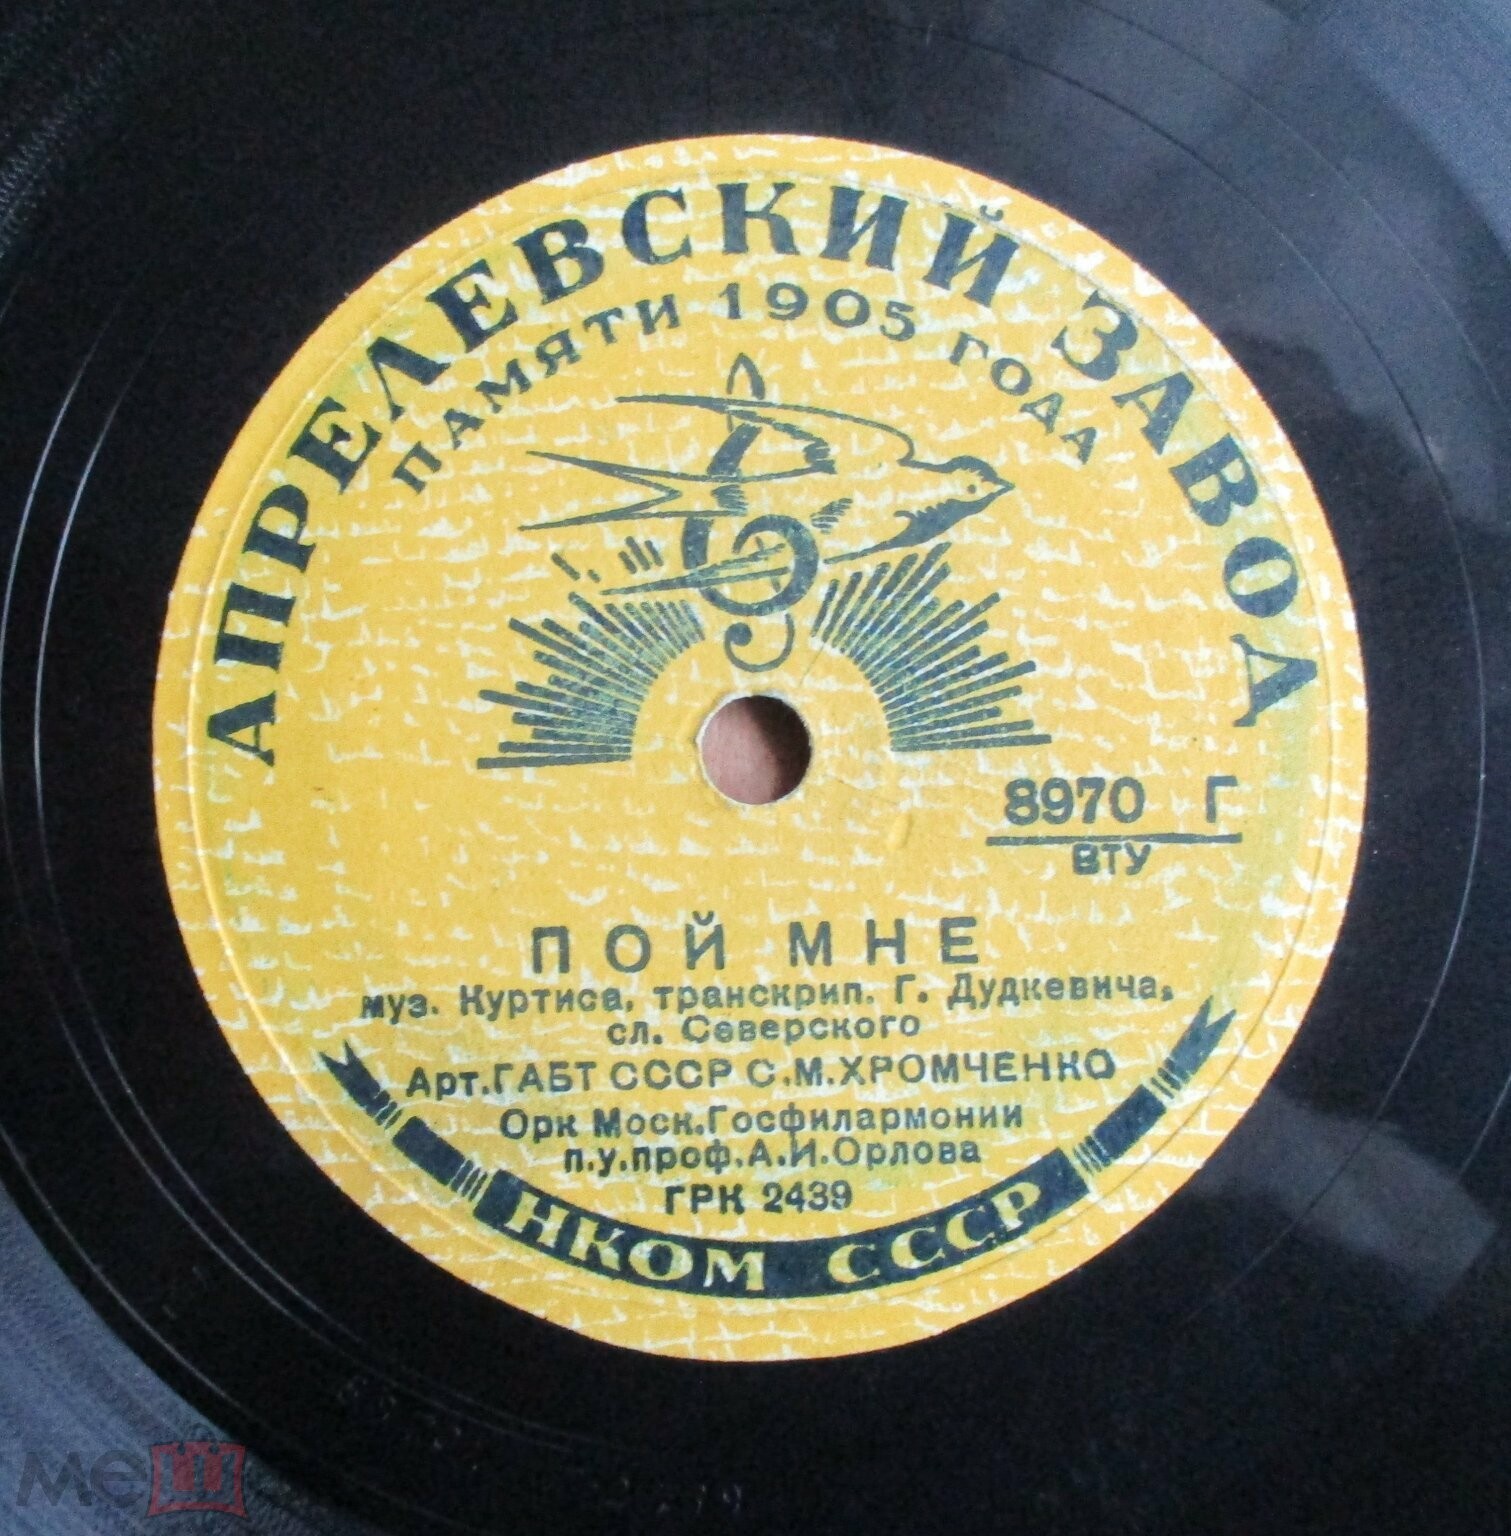 АПРЕЛЕВСКИЙ ЗАВОД
ПАМЯТИ 1905 ГОДА
8970 Г
ВТУ
ПОЙ МНЕ
муз. Куртиса, транскрип. Г. Дудкевича,
сл. Северского
Арт.ГАБТ СССР С.М.ХРОМЧЕНКО
Орк Моск.Госфилармонии
п.у.проф.А.И.Орлова
ГРК 2439
НКОМ СССР
мешок